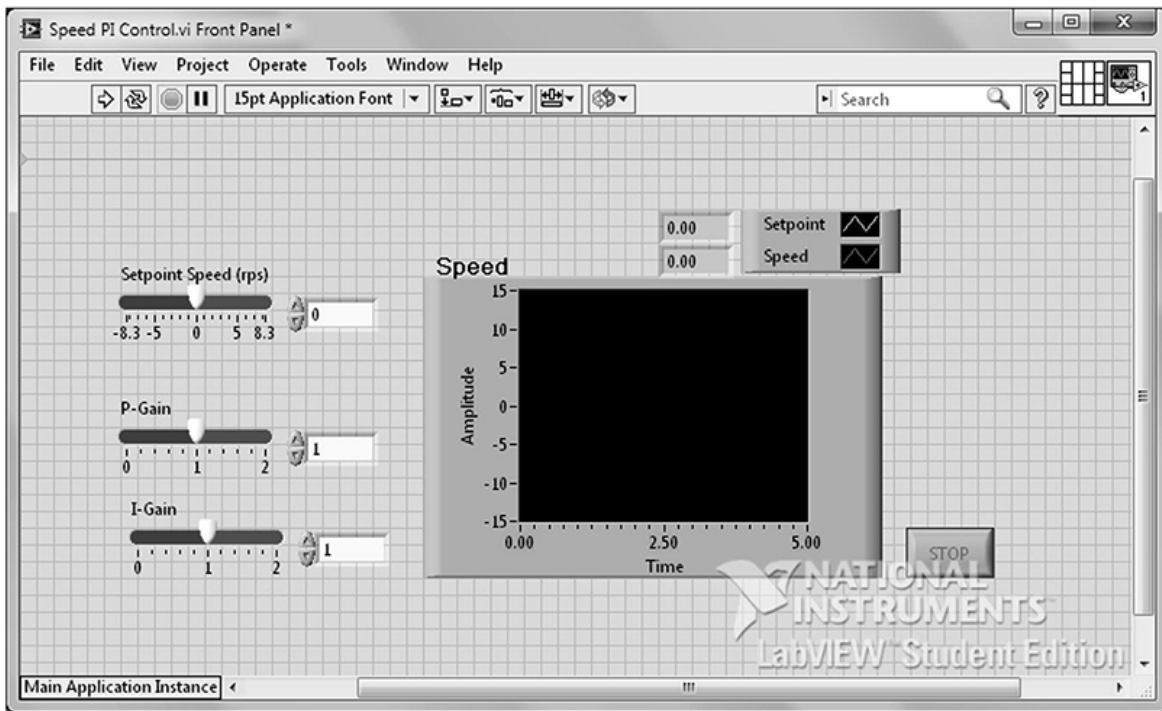 Speed PI Control.vi Front Panel *
File Edit View Project Operate Tools Window Help
15pt Application Font
Search
?
1
0.00 Setpoint
0.00 Speed
Speed
Setpoint Speed (rps)
0
-8.3 -5 0 5 8.3
P-Gain
1
0 1 2
I-Gain
1
0 1 2
15
10
5
0
-5
-10
-15
Amplitude
0.00 2.50 5.00
Time
STOP
NATIONAL
INSTRUMENTS™
LabVIEW™ Student Edition
Main Application Instance